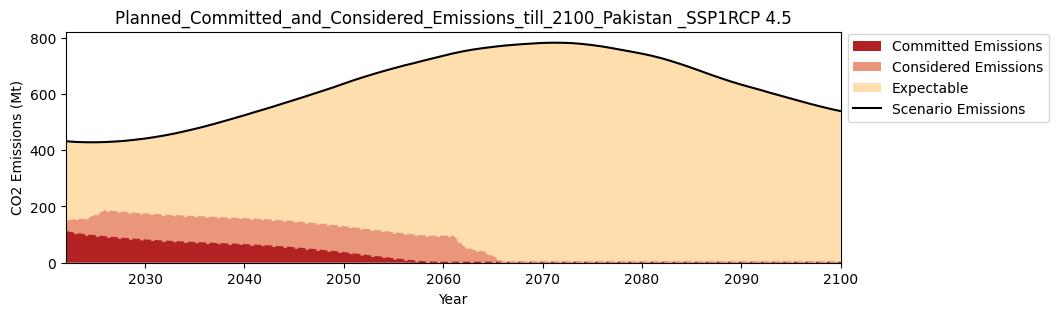 Planned_Committed_and_Considered_Emissions_till_2100_Pakistan _SSP1RCP 4.5
CO2 Emissions (Mt)
800
600
400
200
0
2030
2040
2050
2060
2070
2080
2090
2100
Year
Committed Emissions
Considered Emissions
Expectable
Scenario Emissions